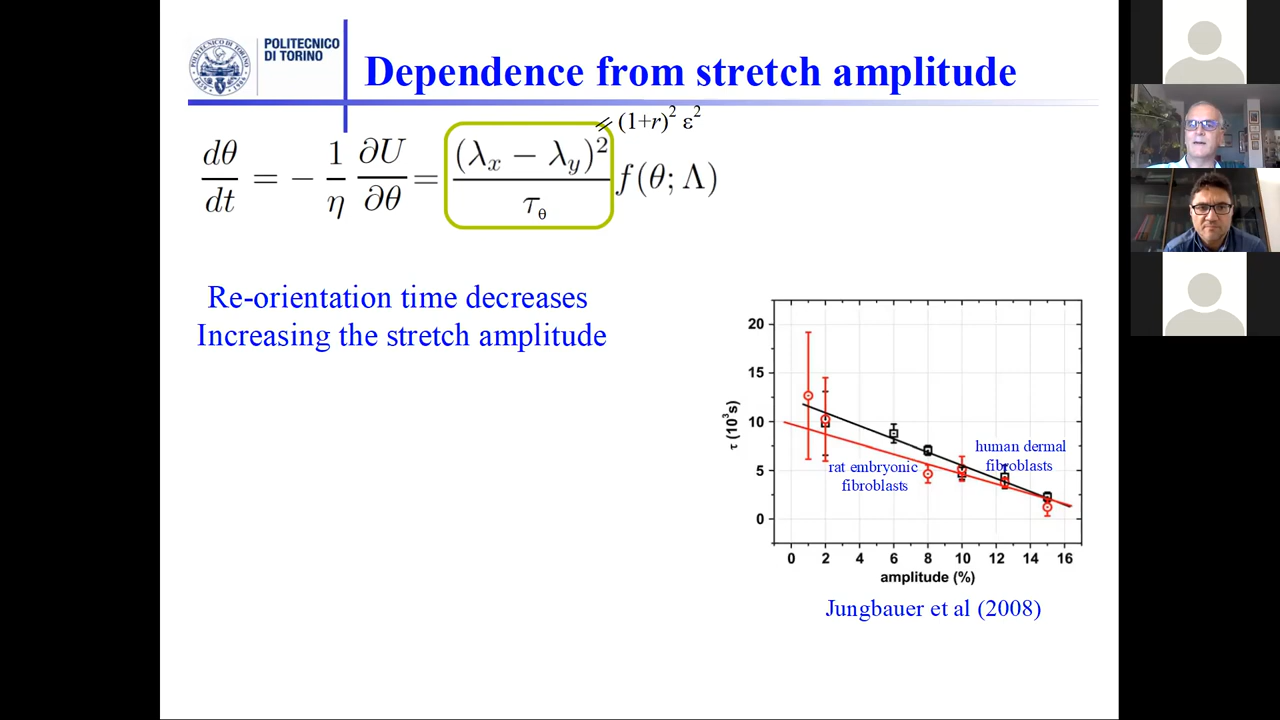 POLITECNICO
DI TORINO
Dependence from stretch amplitude
dθ/dt = − 1/η ∂U/∂θ = (λx − λy)²/τθ f(θ; Λ)
= (1+r)² ε²
Re-orientation time decreases
Increasing the stretch amplitude
τ (10³s)
20
15
10
5
0
human dermal
fibroblasts
rat embryonic
fibroblasts
0 2 4 6 8 10 12 14 16
amplitude (%)
Jungbauer et al (2008)